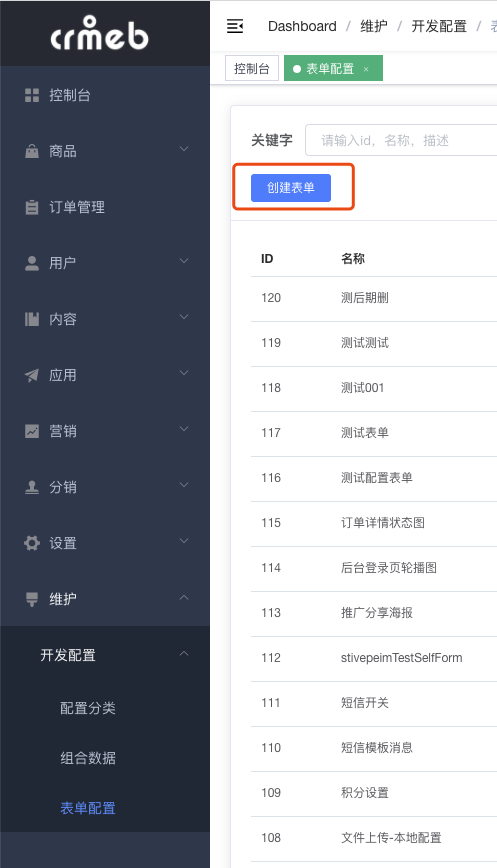 crmeb
Dashboard / 维护 / 开发配置 /
控制台
表单配置 ×
控制台
商品
订单管理
用户
内容
应用
营销
分销
设置
维护
开发配置
配置分类
组合数据
表单配置
关键字 请输入id，名称，描述
创建表单
ID 名称
120 测后期删
119 测试测试
118 测试001
117 测试表单
116 测试配置表单
115 订单详情状态图
114 后台登录页轮播图
113 推广分享海报
112 stivepeimTestSelfForm
111 短信开关
110 短信模板消息
109 积分设置
108 文件上传-本地配置